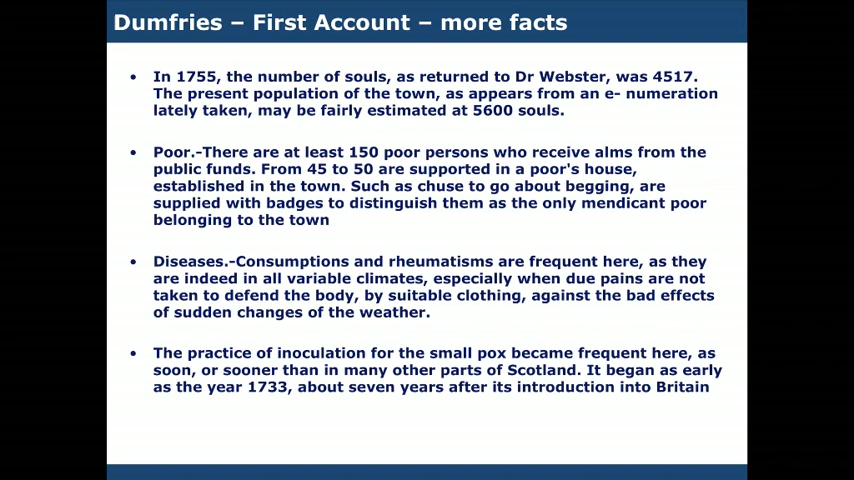 Dumfries – First Account – more facts
• In 1755, the number of souls, as returned to Dr Webster, was 4517.
The present population of the town, as appears from an e- numeration
lately taken, may be fairly estimated at 5600 souls.
• Poor.-There are at least 150 poor persons who receive alms from the
public funds. From 45 to 50 are supported in a poor's house,
established in the town. Such as chuse to go about begging, are
supplied with badges to distinguish them as the only mendicant poor
belonging to the town
• Diseases.-Consumptions and rheumatisms are frequent here, as they
are indeed in all variable climates, especially when due pains are not
taken to defend the body, by suitable clothing, against the bad effects
of sudden changes of the weather.
• The practice of inoculation for the small pox became frequent here, as
soon, or sooner than in many other parts of Scotland. It began as early
as the year 1733, about seven years after its introduction into Britain